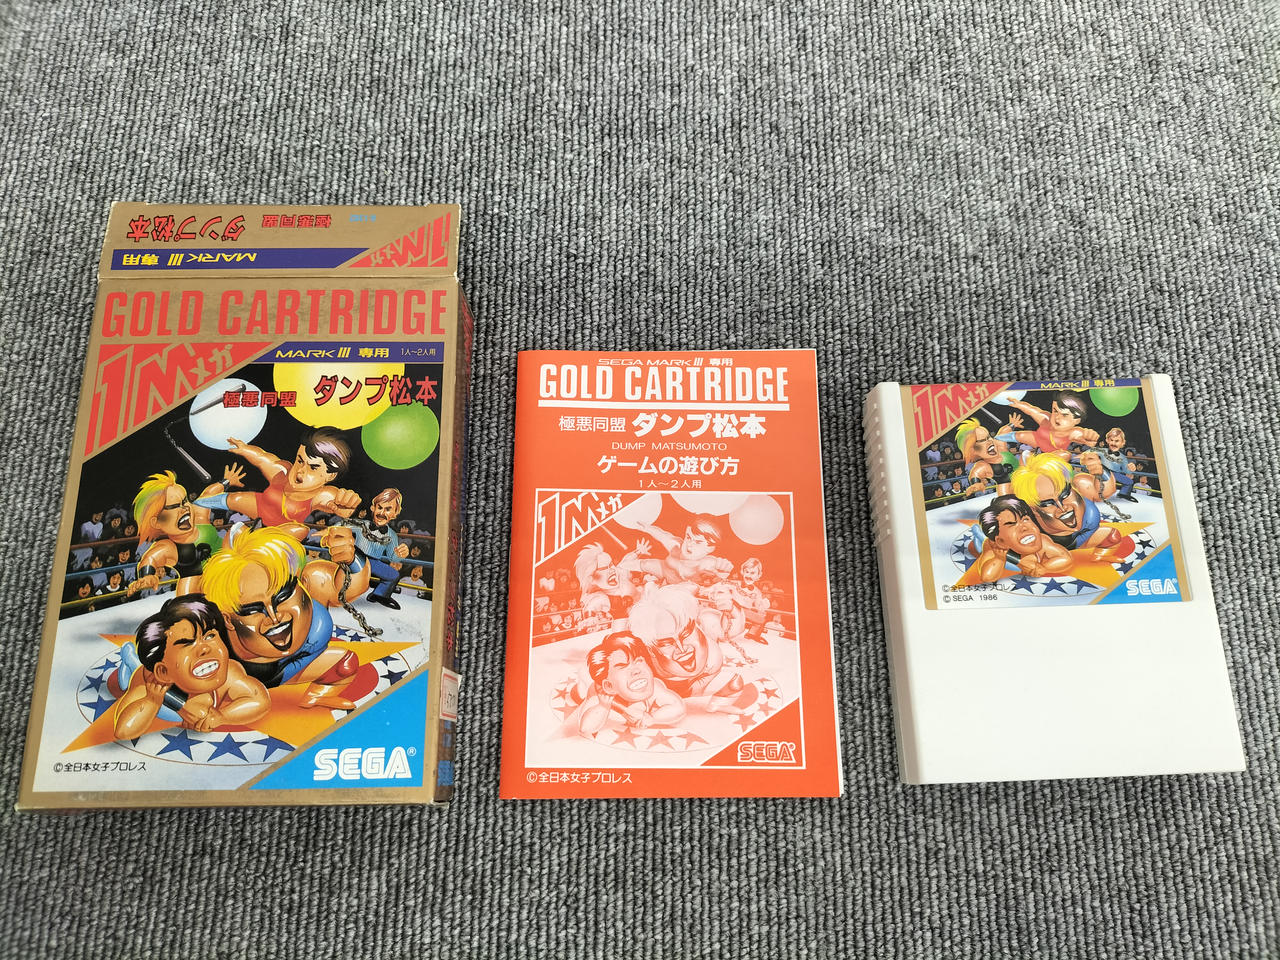 ダンプ松本
極悪同盟
MARK III 専用
1Mメガ
GOLD CARTRIDGE
1Mメガ
MARK III 専用 1人〜2人用
極悪同盟 ダンプ松本
SEGA®
©全日本女子プロレス
SEGA MARK III 専用
GOLD CARTRIDGE
極悪同盟 ダンプ松本
DUMP MATSUMOTO
ゲームの遊び方
1人〜2人用
1Mメガ
SEGA®
©全日本女子プロレス
1Mメガ
MARK III 専用
©全日本女子プロレス
© SEGA 1986
SEGA®